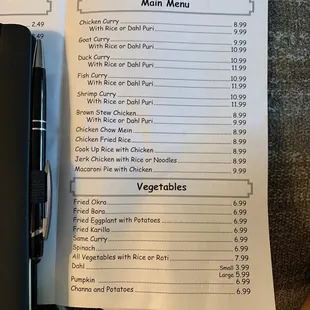 2.49
Main Menu
Chicken Curry 8.99
With Rice or Dahl Puri 9.99
Goat Curry 9.99
With Rice or Dahl Puri 10.99
Duck Curry 10.99
With Rice or Dahl Puri 11.99
Fish Curry 9.99
With Rice or Dahl Puri 10.99
Shrimp Curry 10.99
With Rice or Dahl Puri 11.99
Brown Stew Chicken 8.99
With Rice or Dahl Puri 9.99
Chicken Chow Mein 8.99
Chicken Fried Rice 8.99
Cook Up Rice with Chicken 8.99
Jerk Chicken with Rice or Noodles 8.99
Macaroni Pie with Chicken 9.99
Vegetables
Fried Okra 6.99
Fried Bora 6.99
Fried Eggplant with Potatoes 6.99
Fried Karilla 6.99
Same Curry 6.99
Spinach 6.99
All Vegetables with Rice or Roti 7.99
Dahl Small 3.99
Large 5.99
Pumpkin 6.99
Channa and Potatoes 6.99